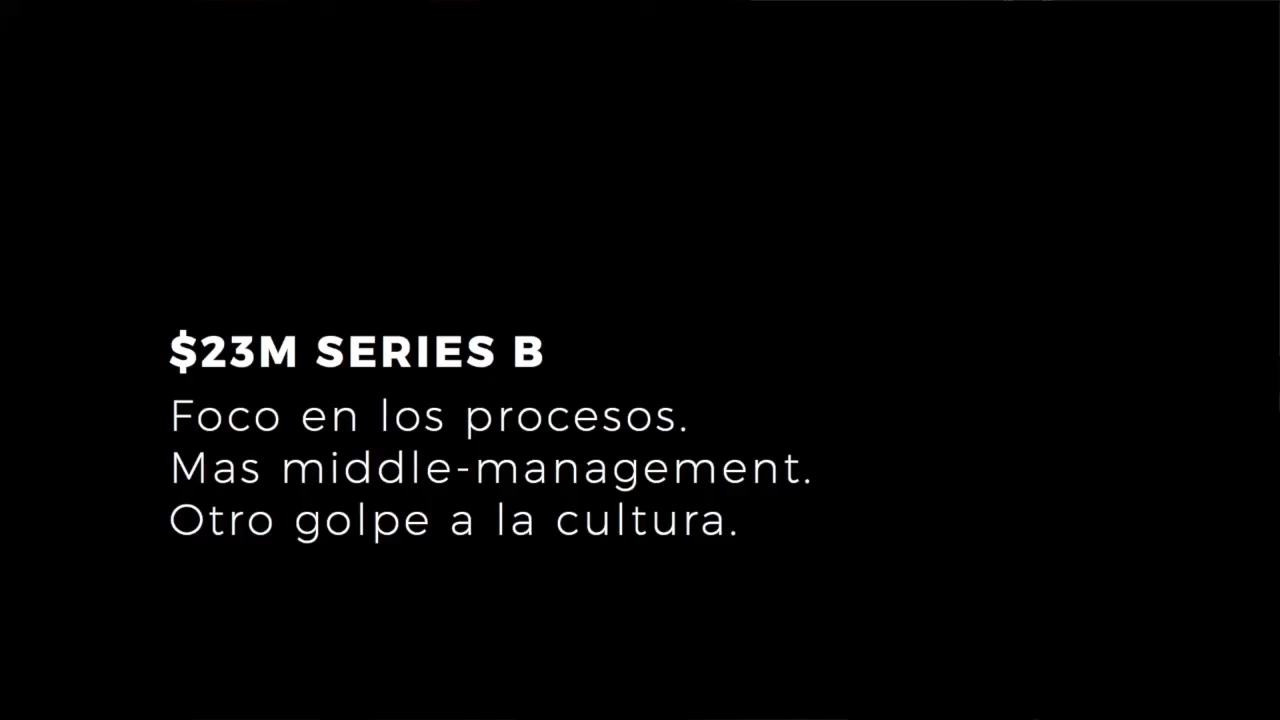 $23M SERIES B
Foco en los procesos.
Mas middle-management.
Otro golpe a la cultura.